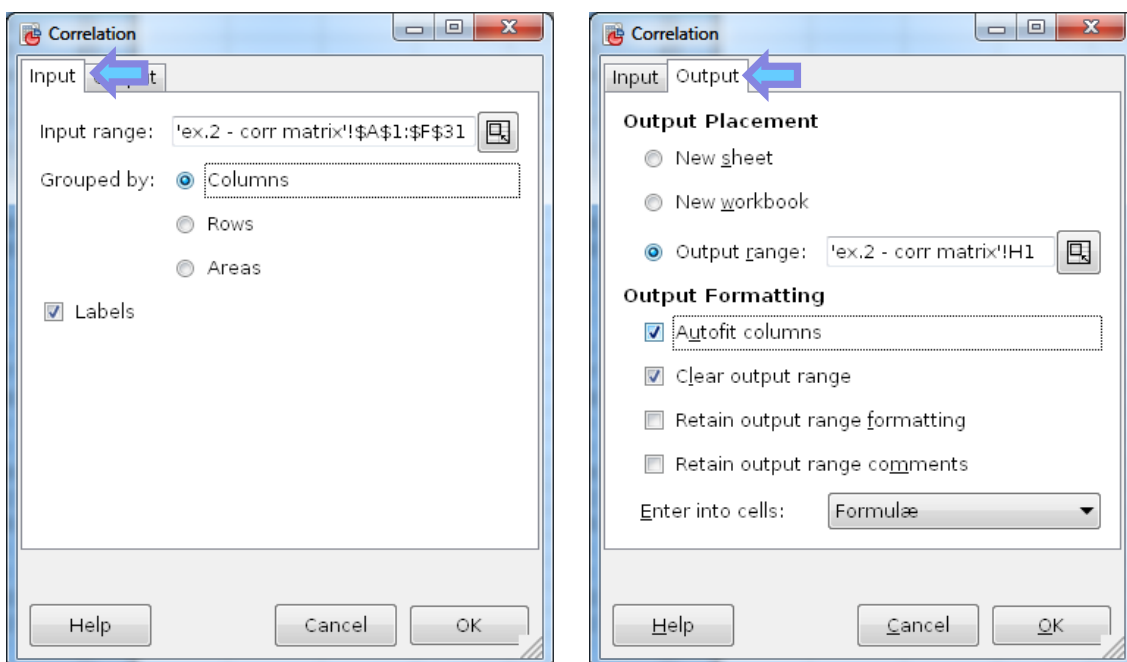 Correlation
Input
Input range: 'ex.2 - corr matrix'!$A$1:$F$31
Grouped by: Columns
Rows
Areas
Labels
Help Cancel OK
Correlation
Input Output
Output Placement
New sheet
New workbook
Output range: 'ex.2 - corr matrix'!H1
Output Formatting
Autofit columns
Clear output range
Retain output range formatting
Retain output range comments
Enter into cells: Formulæ
Help Cancel OK